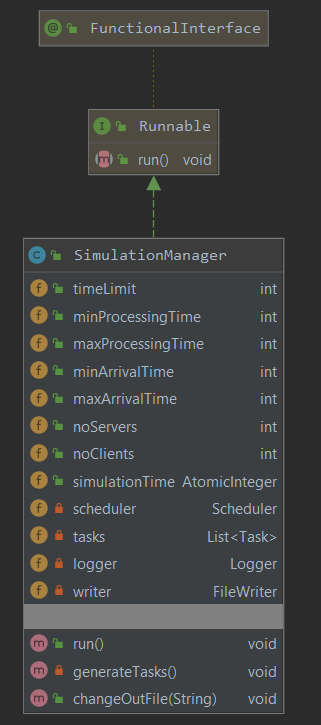 @ FunctionalInterface
I Runnable
m run() void
C SimulationManager
f timeLimit int
f minProcessingTime int
f maxProcessingTime int
f minArrivalTime int
f maxArrivalTime int
f noServers int
f noClients int
f simulationTime AtomicInteger
f scheduler Scheduler
f tasks List<Task>
f logger Logger
f writer FileWriter
m run() void
m generateTasks() void
m changeOutFile(String) void